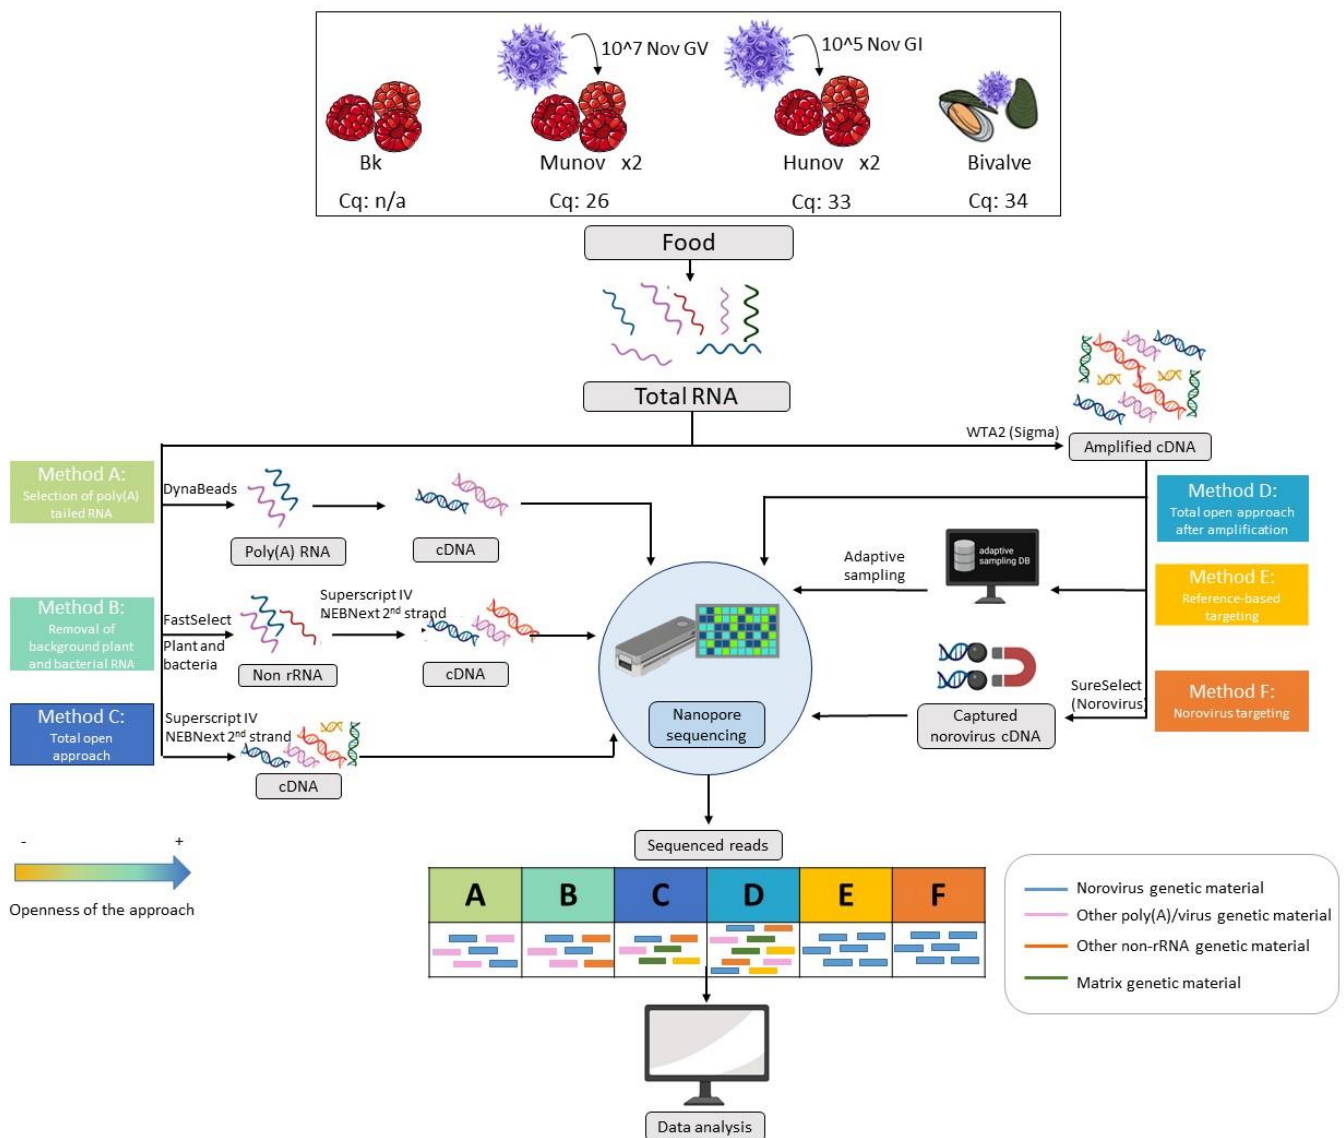 10^7 Nov GV
10^5 Nov GI
Bk
Munov x2
Hunov x2
Bivalve
Cq: n/a
Cq: 26
Cq: 33
Cq: 34
Food
Total RNA
WTA2 (Sigma)
Amplified cDNA
Method A:
Selection of poly(A)
tailed RNA
DynaBeads
Poly(A) RNA
cDNA
Method D:
Total open approach
after amplification
Adaptive
sampling
adaptive
sampling DB
Method E:
Reference-based
targeting
Method B:
Removal of
background plant
and bacterial RNA
FastSelect
Plant and
bacteria
Non rRNA
Superscript IV
NEBNext 2nd strand
cDNA
Nanopore
sequencing
Captured
norovirus cDNA
SureSelect
(Norovirus)
Method F:
Norovirus targeting
Method C:
Total open
approach
Superscript IV
NEBNext 2nd strand
cDNA
- +
Openness of the approach
Sequenced reads
A B C D E F
Norovirus genetic material
Other poly(A)/virus genetic material
Other non-rRNA genetic material
Matrix genetic material
Data analysis